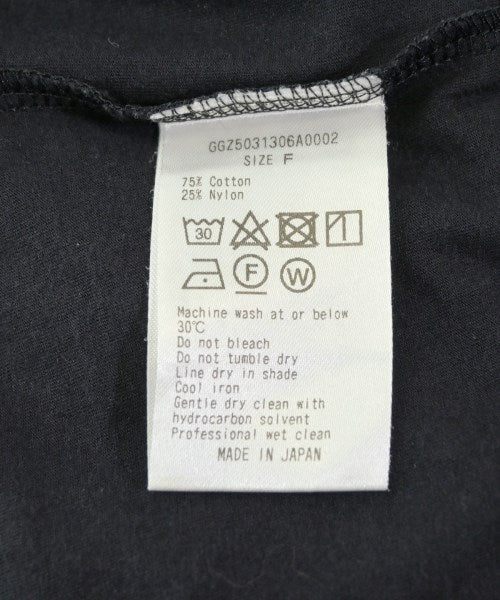 GGZ5031306A0002
SIZE F
75% Cotton
25% Nylon
30
F W
Machine wash at or below
30℃
Do not bleach
Do not tumble dry
Line dry in shade
Cool iron
Gentle dry clean with
hydrocarbon solvent
Professional wet clean
MADE IN JAPAN